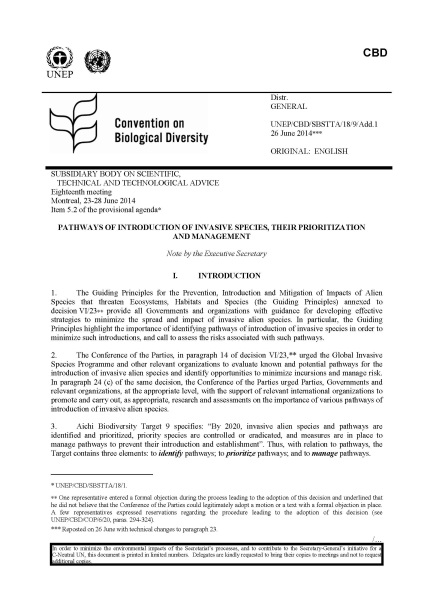 CBD
UNEP
Distr.
GENERAL
UNEP/CBD/SBSTTA/18/9/Add.1
26 June 2014***
ORIGINAL: ENGLISH
Convention on
Biological Diversity
SUBSIDIARY BODY ON SCIENTIFIC,
TECHNICAL AND TECHNOLOGICAL ADVICE
Eighteenth meeting
Montreal, 23-28 June 2014
Item 5.2 of the provisional agenda*
PATHWAYS OF INTRODUCTION OF INVASIVE SPECIES, THEIR PRIORITIZATION
AND MANAGEMENT
Note by the Executive Secretary
I. INTRODUCTION
1. The Guiding Principles for the Prevention, Introduction and Mitigation of Impacts of Alien
Species that threaten Ecosystems, Habitats and Species (the Guiding Principles) annexed to
decision VI/23** provide all Governments and organizations with guidance for developing effective
strategies to minimize the spread and impact of invasive alien species. In particular, the Guiding
Principles highlight the importance of identifying pathways of introduction of invasive species in order to
minimize such introductions, and call to assess the risks associated with such pathways.
2. The Conference of the Parties, in paragraph 14 of decision VI/23,** urged the Global Invasive
Species Programme and other relevant organizations to evaluate known and potential pathways for the
introduction of invasive alien species and identify opportunities to minimize incursions and manage risk.
In paragraph 24 (e) of the same decision, the Conference of the Parties urged Parties, Governments and
relevant organizations, at the appropriate level, with the support of relevant international organizations to
promote and carry out, as appropriate, research and assessments on the importance of various pathways of
introduction of invasive alien species.
3. Aichi Biodiversity Target 9 specifies: “By 2020, invasive alien species and pathways are
identified and prioritized, priority species are controlled or eradicated, and measures are in place to
manage pathways to prevent their introduction and establishment”. Thus, with relation to pathways, the
Target contains three elements: to identify pathways; to prioritize pathways; and to manage pathways.
* UNEP/CBD/SBSTTA/18/1.
** One representative entered a formal objection during the process leading to the adoption of this decision and underlined that
he did not believe that the Conference of the Parties could legitimately adopt a motion or a text with a formal objection in place.
A few representatives expressed reservations regarding the procedure leading to the adoption of this decision (see
UNEP/CBD/COP/6/20, paras. 294-324).
*** Reposted on 26 June with technical changes to paragraph 23.
/...
In order to minimize the environmental impacts of the Secretariat’s processes, and to contribute to the Secretary-General’s initiative for a
C-Neutral UN, this document is printed in limited numbers. Delegates are kindly requested to bring their copies to meetings and not to request
additional copies.